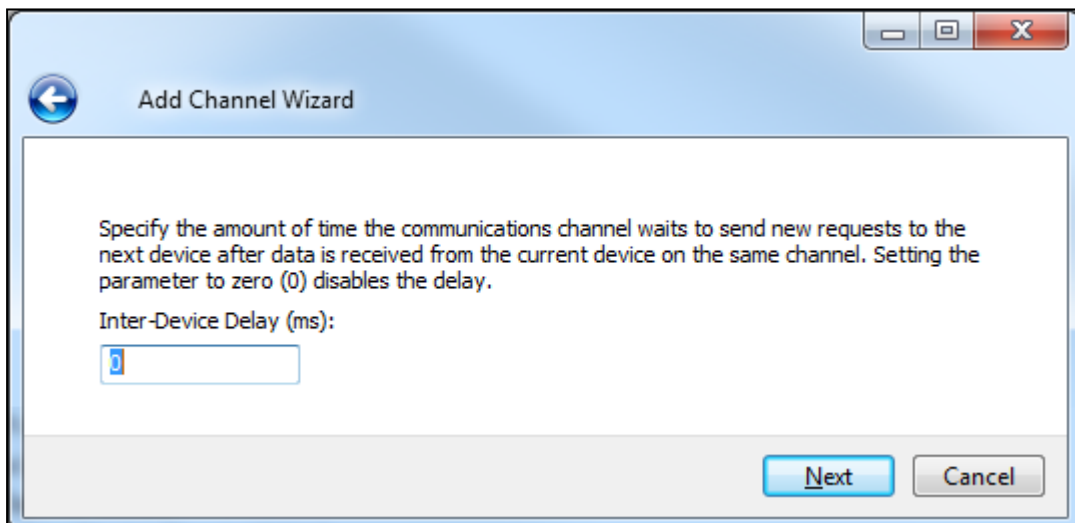 Add Channel Wizard
Specify the amount of time the communications channel waits to send new requests to the
next device after data is received from the current device on the same channel. Setting the
parameter to zero (0) disables the delay.
Inter-Device Delay (ms):
0
Next
Cancel